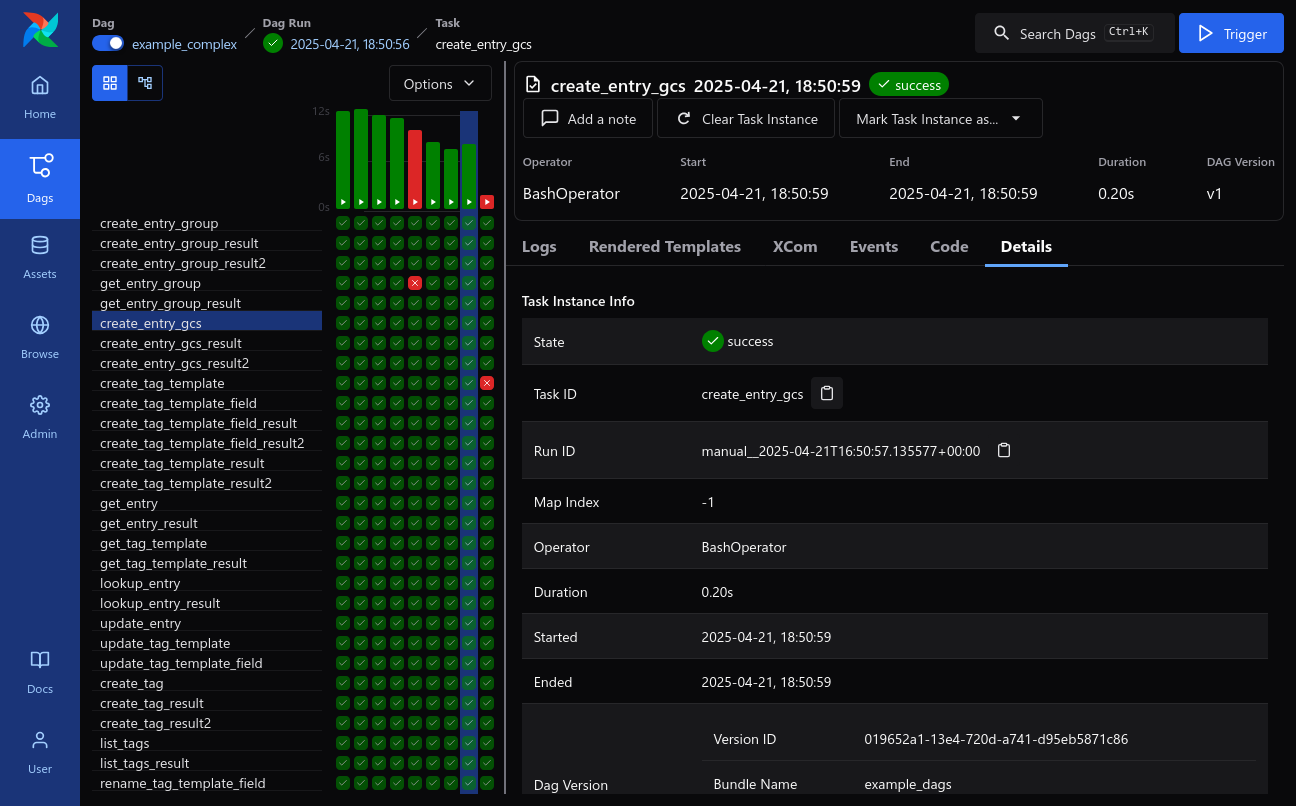 Home
Dags
Assets
Browse
Admin
Docs
User
Dag
example_complex
Dag Run
2025-04-21, 18:50:56
Task
create_entry_gcs
Search Dags Ctrl+K
Trigger
Options
12s
6s
0s
create_entry_group
create_entry_group_result
create_entry_group_result2
get_entry_group
get_entry_group_result
create_entry_gcs
create_entry_gcs_result
create_entry_gcs_result2
create_tag_template
create_tag_template_field
create_tag_template_field_result
create_tag_template_field_result2
create_tag_template_result
create_tag_template_result2
get_entry
get_entry_result
get_tag_template
get_tag_template_result
lookup_entry
lookup_entry_result
update_entry
update_tag_template
update_tag_template_field
create_tag
create_tag_result
create_tag_result2
list_tags
list_tags_result
rename_tag_template_field
create_entry_gcs 2025-04-21, 18:50:59 success
Add a note
Clear Task Instance
Mark Task Instance as...
Operator Start End Duration DAG Version
BashOperator 2025-04-21, 18:50:59 2025-04-21, 18:50:59 0.20s v1
Logs Rendered Templates XCom Events Code Details
Task Instance Info
State success
Task ID create_entry_gcs
Run ID manual__2025-04-21T16:50:57.135577+00:00
Map Index -1
Operator BashOperator
Duration 0.20s
Started 2025-04-21, 18:50:59
Ended 2025-04-21, 18:50:59
Version ID 019652a1-13e4-720d-a741-d95eb5871c86
Dag Version
Bundle Name example_dags